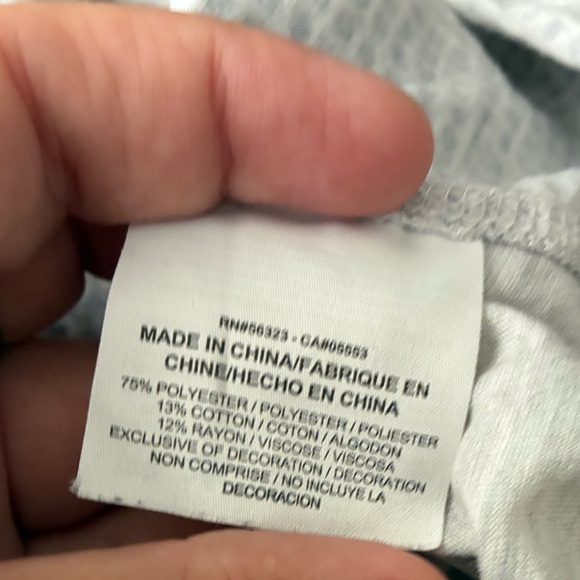 RN#56323 - CA#05553
MADE IN CHINA/FABRIQUE EN
CHINE/HECHO EN CHINA
75% POLYESTER / POLYESTER / POLIESTER
13% COTTON / COTON / ALGODON
12% RAYON / VISCOSE / VISCOSA
EXCLUSIVE OF DECORATION / DECORATION
NON COMPRISE / NO INCLUYE LA
DECORACION